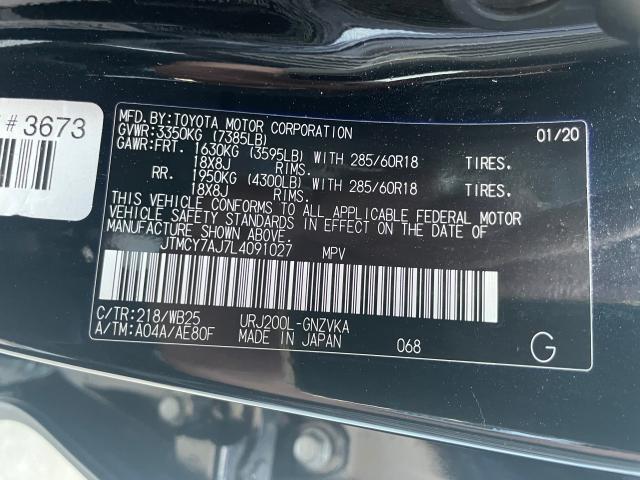 # 3673
MFD. BY: TOYOTA MOTOR CORPORATION 01/20
GVWR: 3350KG (7385LB)
GAWR: FRT. 1630KG (3595LB) WITH 285/60R18 TIRES.
18X8J RIMS.
RR. 1950KG (4300LB) WITH 285/60R18 TIRES.
18X8J RIMS.
THIS VEHICLE CONFORMS TO ALL APPLICABLE FEDERAL MOTOR
VEHICLE SAFETY STANDARDS IN EFFECT ON THE DATE OF
MANUFACTURE SHOWN ABOVE.
JTMCY7AJ7L4091027 MPV
C/TR: 218/WB25 URJ200L-GNZVKA
A/TM: A04A/AE80F MADE IN JAPAN 068 G